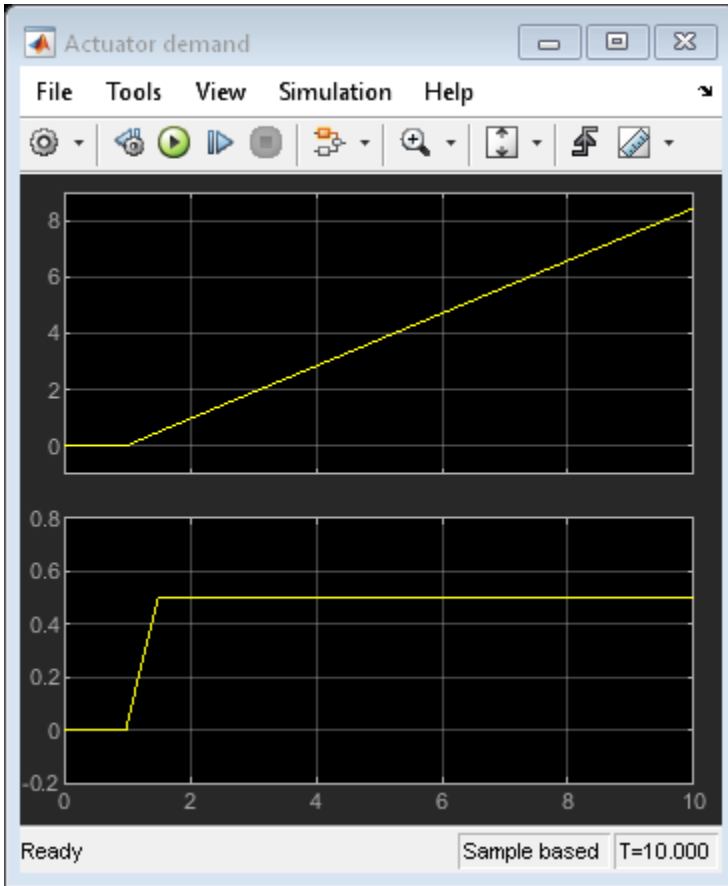 Actuator demand
File Tools View Simulation Help
8
6
4
2
0
0.8
0.6
0.4
0.2
0
-0.2
0 2 4 6 8 10
Ready Sample based T=10.000